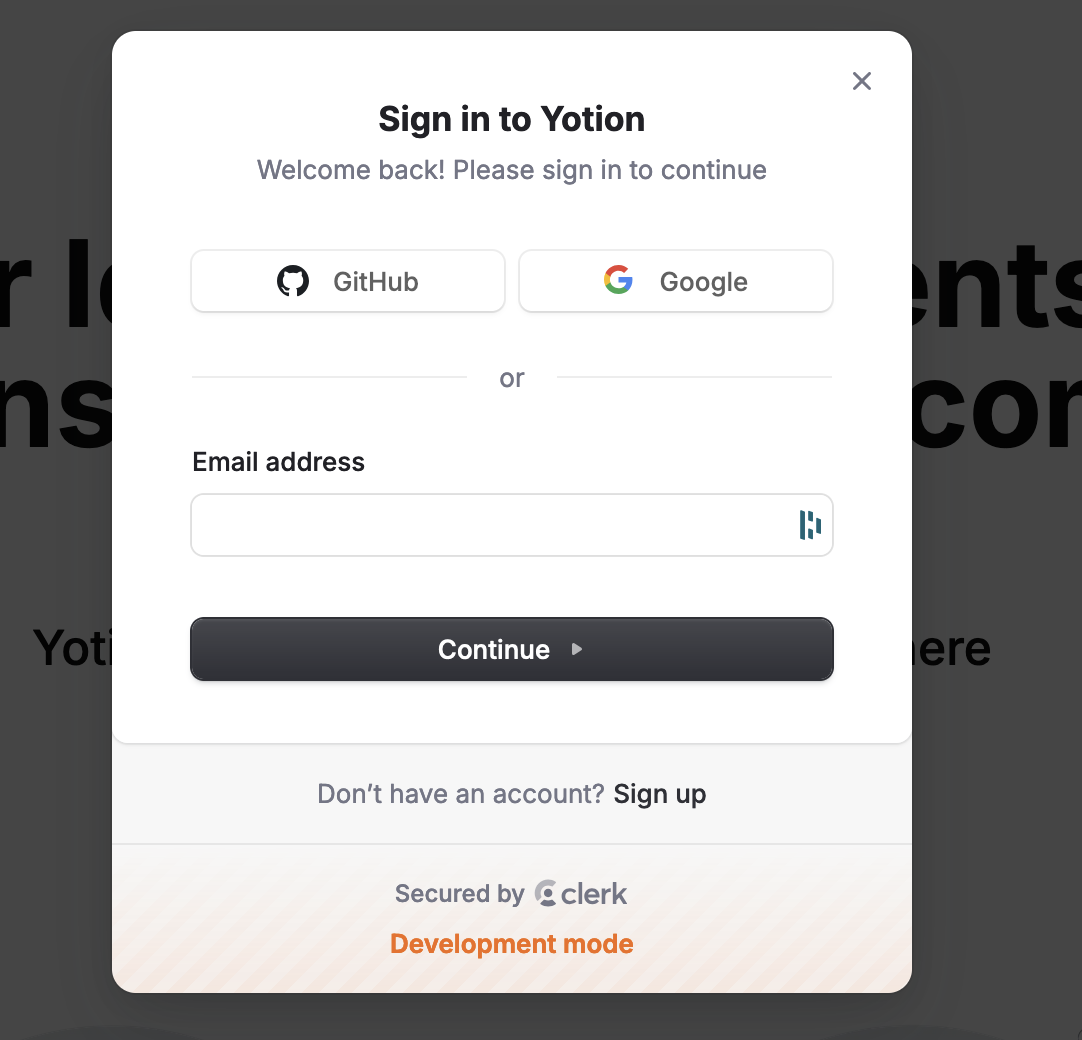 Sign in to Yotion
Welcome back! Please sign in to continue
GitHub
Google
or
Email address
Continue
Don’t have an account? Sign up
Secured by clerk
Development mode